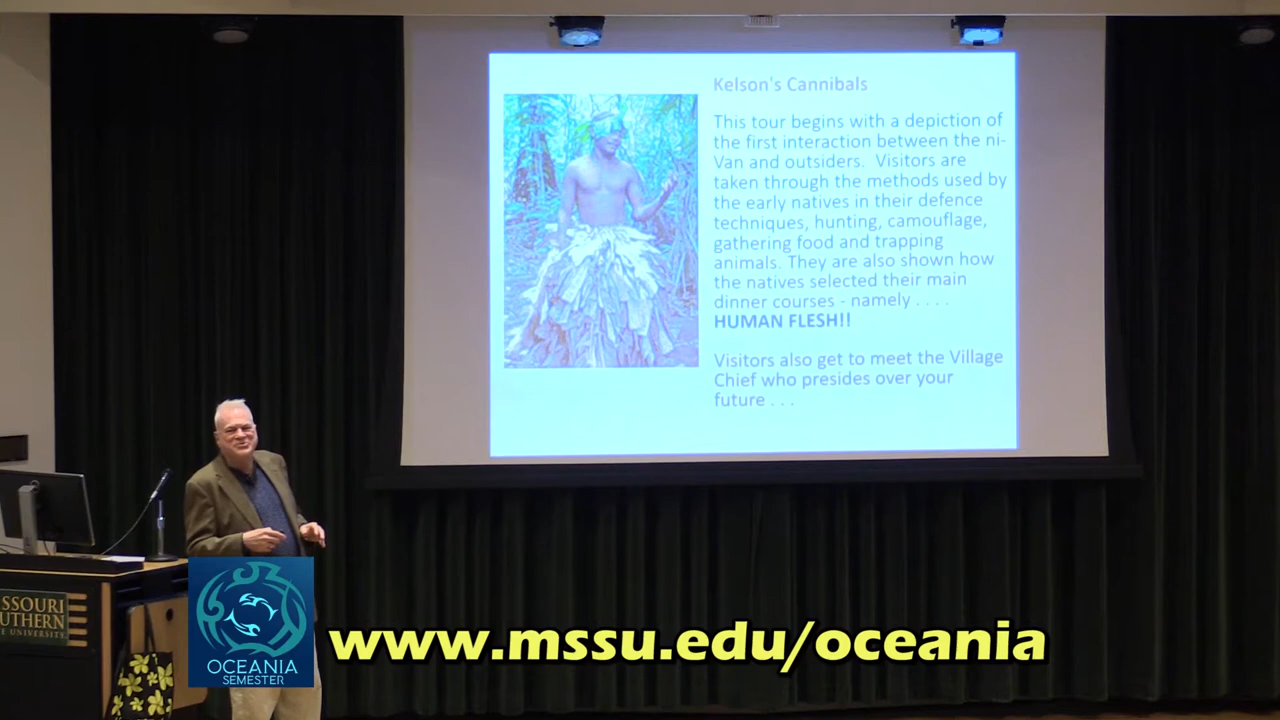 Kelson's Cannibals
This tour begins with a depiction of
the first interaction between the ni-
Van and outsiders. Visitors are
taken through the methods used by
the early natives in their defence
techniques, hunting, camouflage,
gathering food and trapping
animals. They are also shown how
the natives selected their main
dinner courses - namely . . . .
HUMAN FLESH!!
Visitors also get to meet the Village
Chief who presides over your
future . . .
SSOURI
UTHERN
E UNIVERSITY
OCEANIA
SEMESTER
www.mssu.edu/oceania